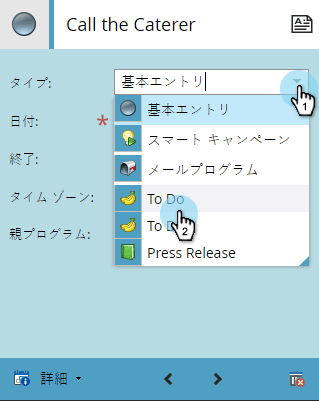 Call the Caterer
タイプ:
基本エントリ
1
基本エントリ
日付:
スマート キャンペーン
終了:
メールプログラム
タイム ゾーン:
To Do
2
親プログラム:
To
Press Release
詳細